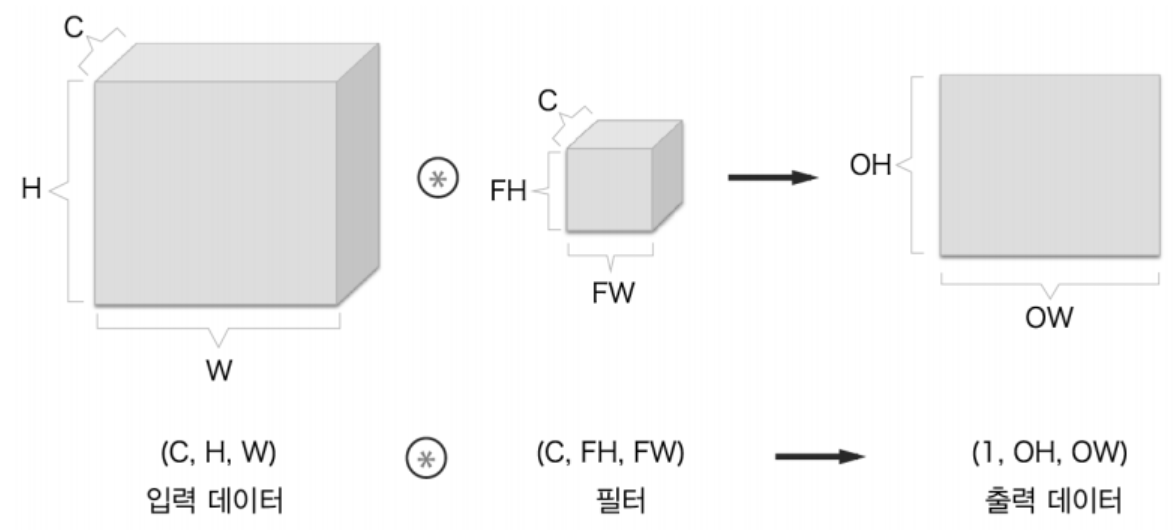 C
H
W
C
FH
FW
OH
OW
(C, H, W)
(C, FH, FW)
(1, OH, OW)
입력 데이터
필터
출력 데이터